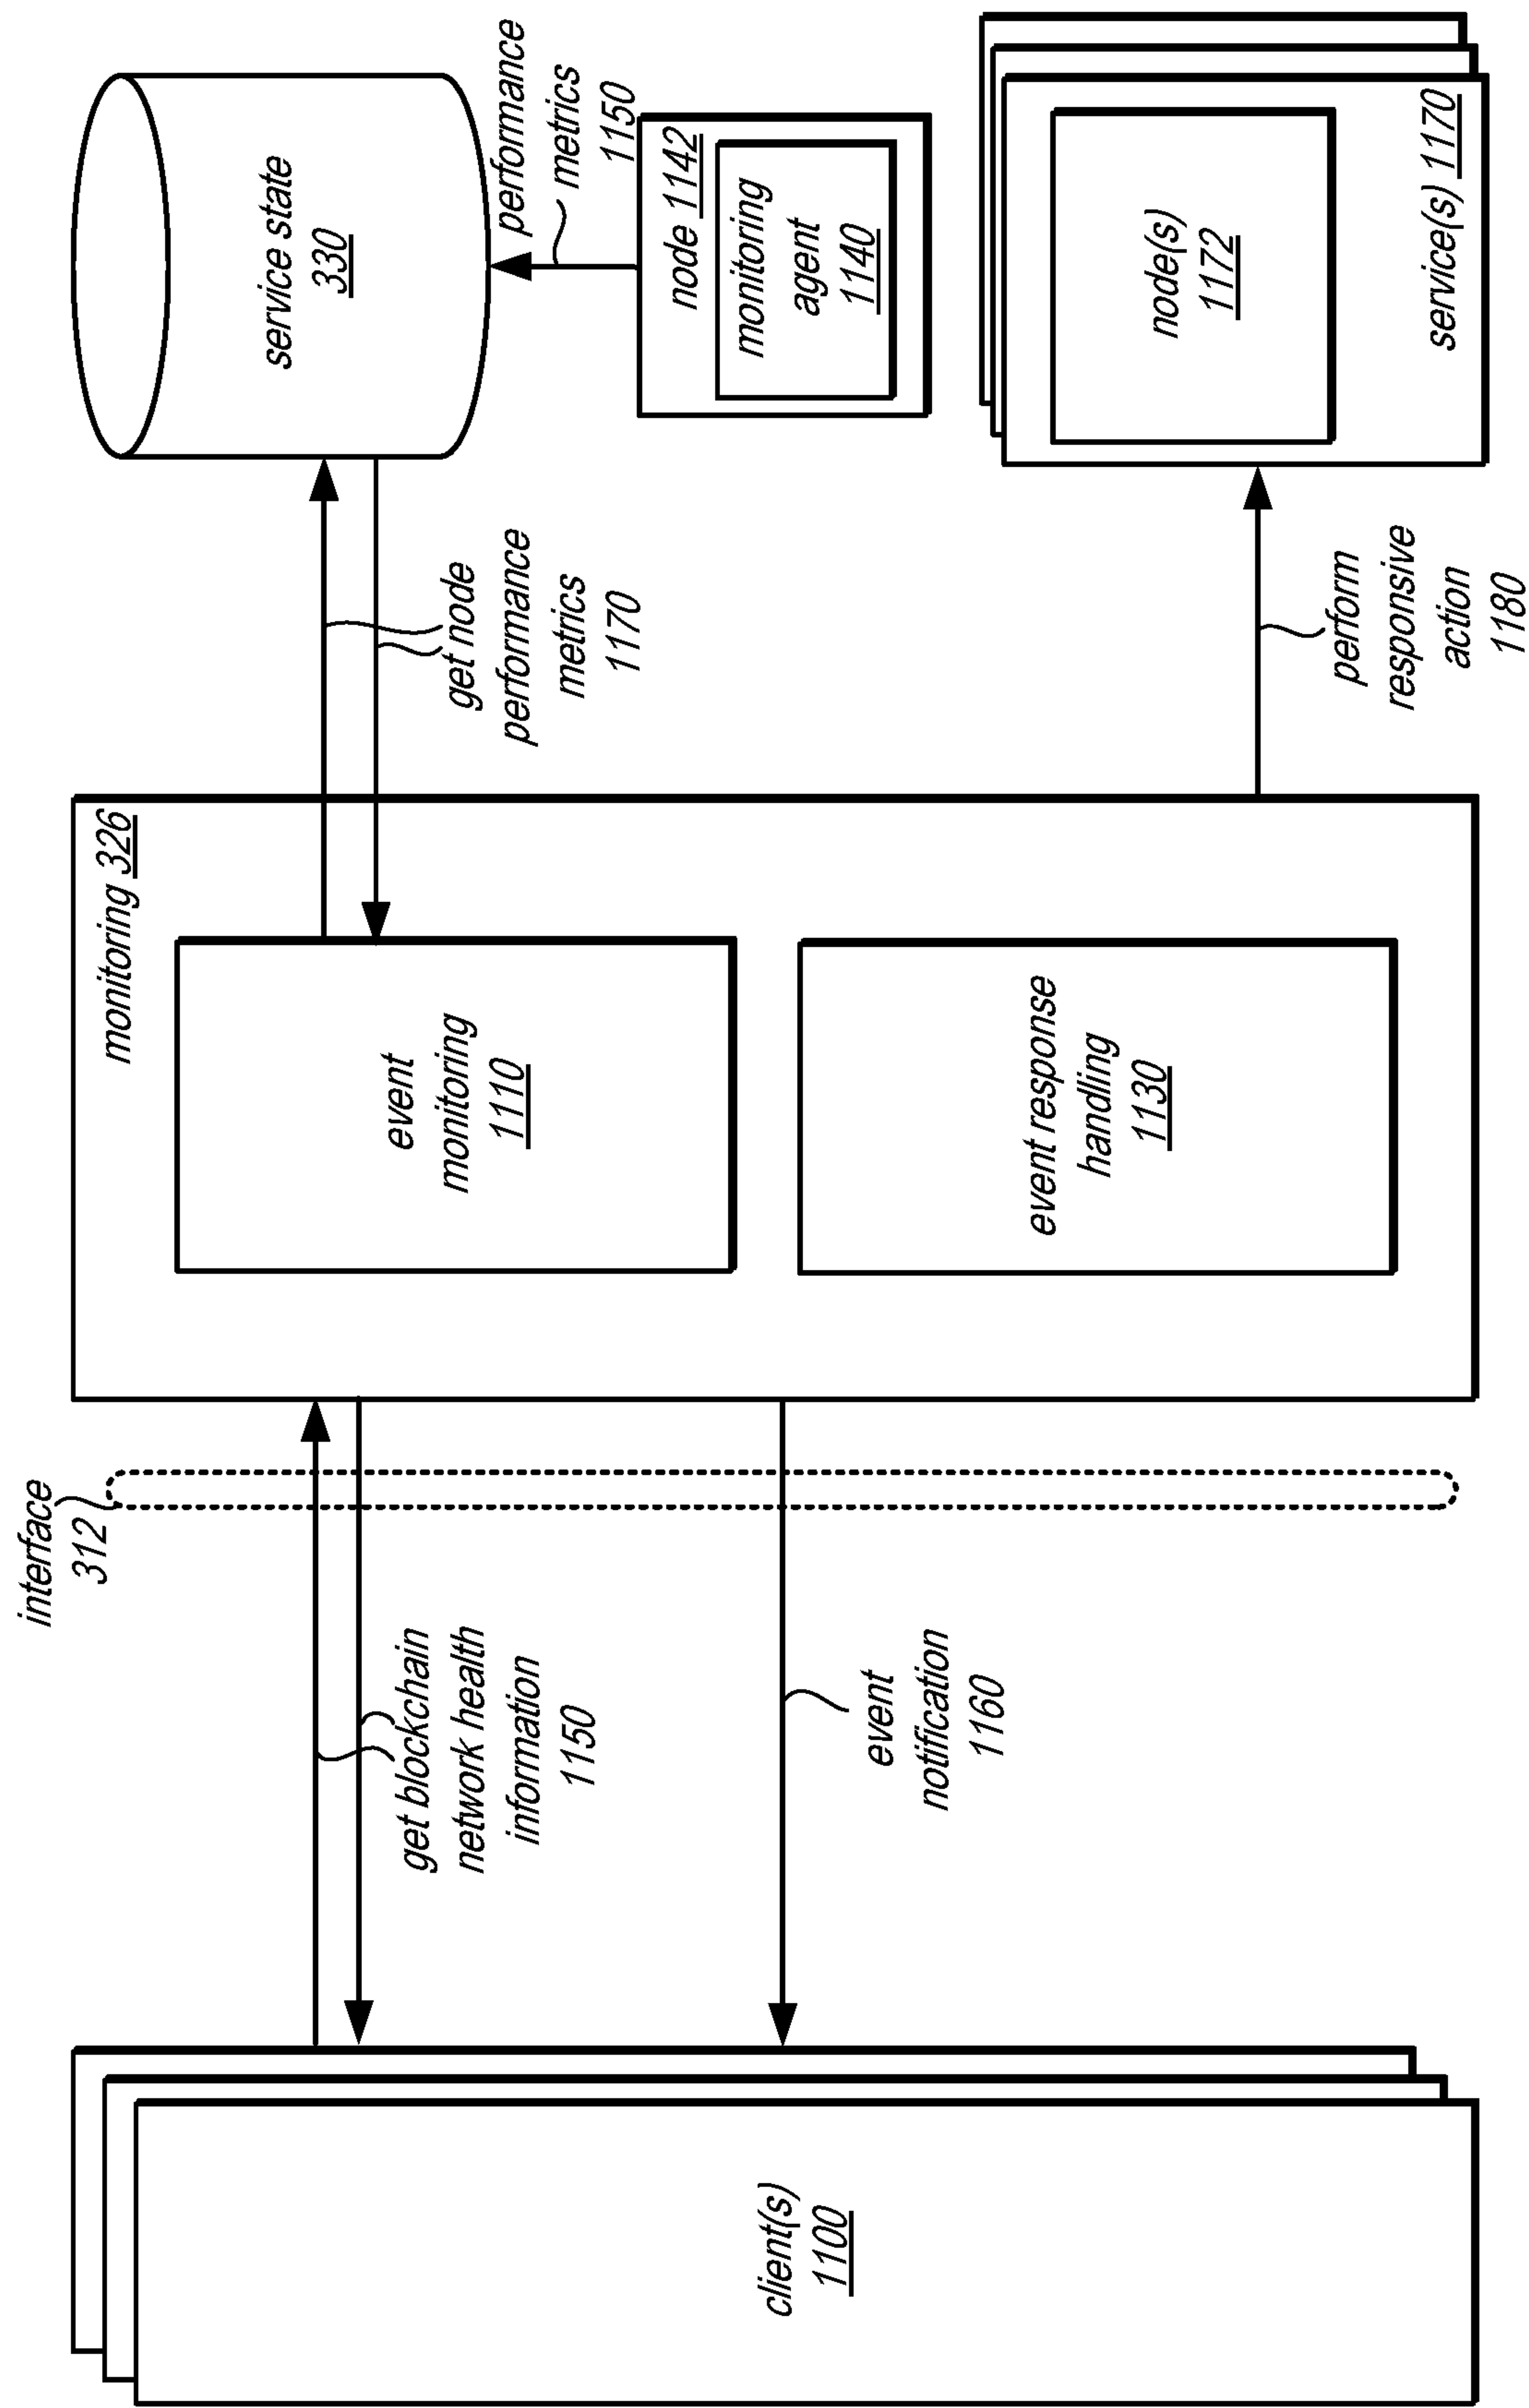 client(s)
1100
interface
312
get blockchain
network health
information
1150
event
notification
1160
monitoring 326
event
monitoring
1110
event response
handling
1130
get node
performance
metrics
1170
perform
responsive
action
1180
service state
330
performance
metrics
1150
node 1142
monitoring
agent
1140
node(s)
1172
service(s) 1170